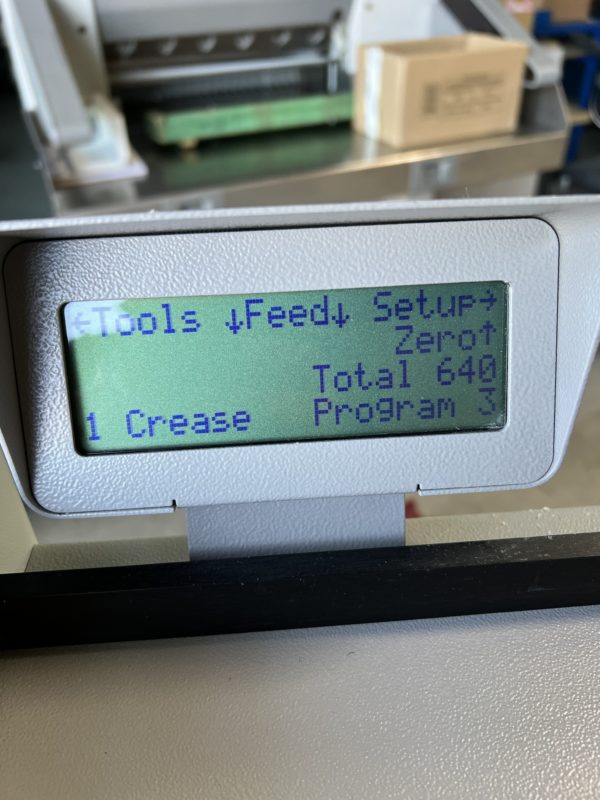 ←Tools ↓Feed↓ Setup→
Zero↑
Total 640
1 Crease Program 3